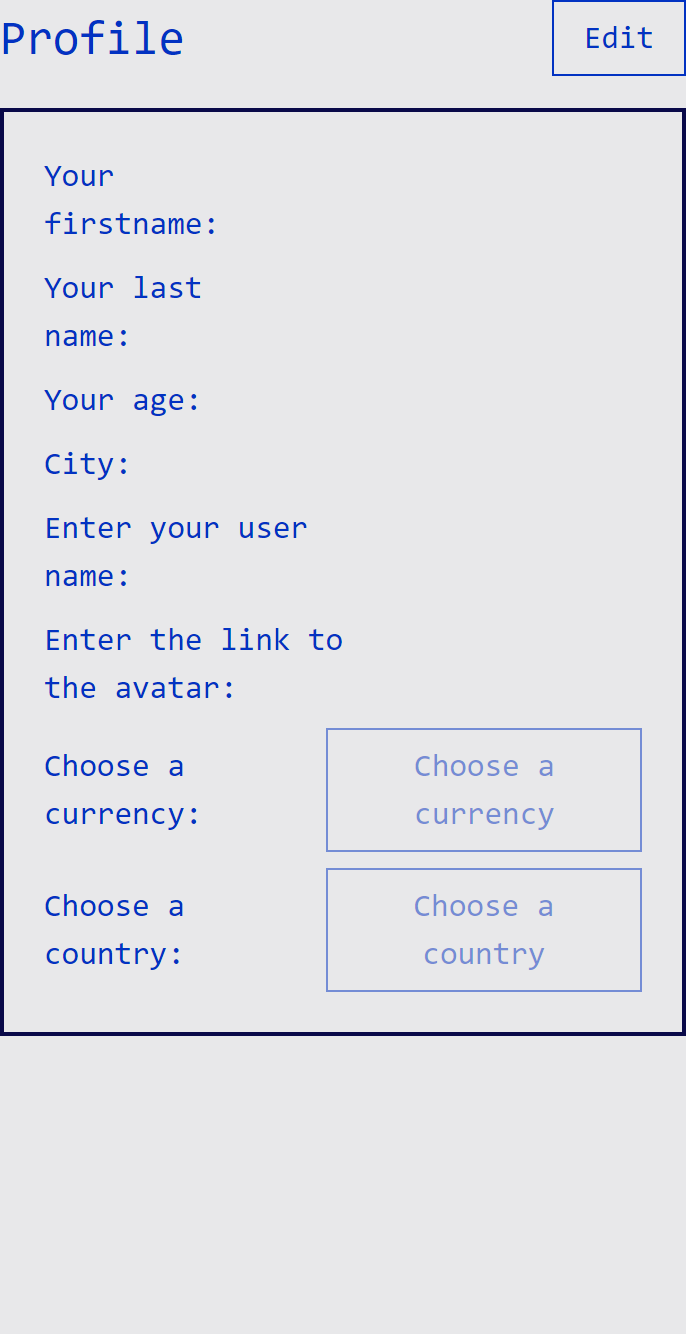 Profile
Edit
Your
firstname:
Your last
name:
Your age:
City:
Enter your user
name:
Enter the link to
the avatar:
Choose a
currency:
Choose a
currency
Choose a
country:
Choose a
country